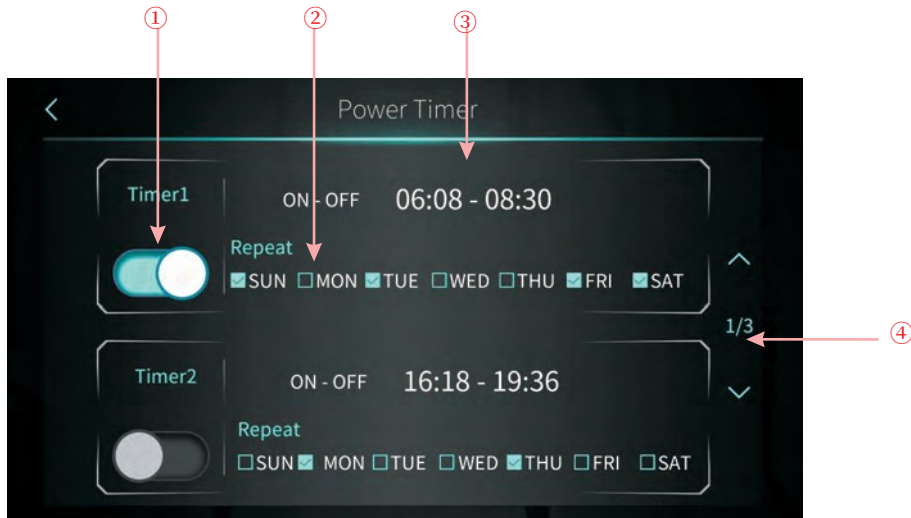 ① ② ③
Power Timer
Timer1
ON - OFF 06:08 - 08:30
Repeat
SUN MON TUE WED THU FRI SAT
1/3
④
Timer2
ON - OFF 16:18 - 19:36
Repeat
SUN MON TUE WED THU FRI SAT